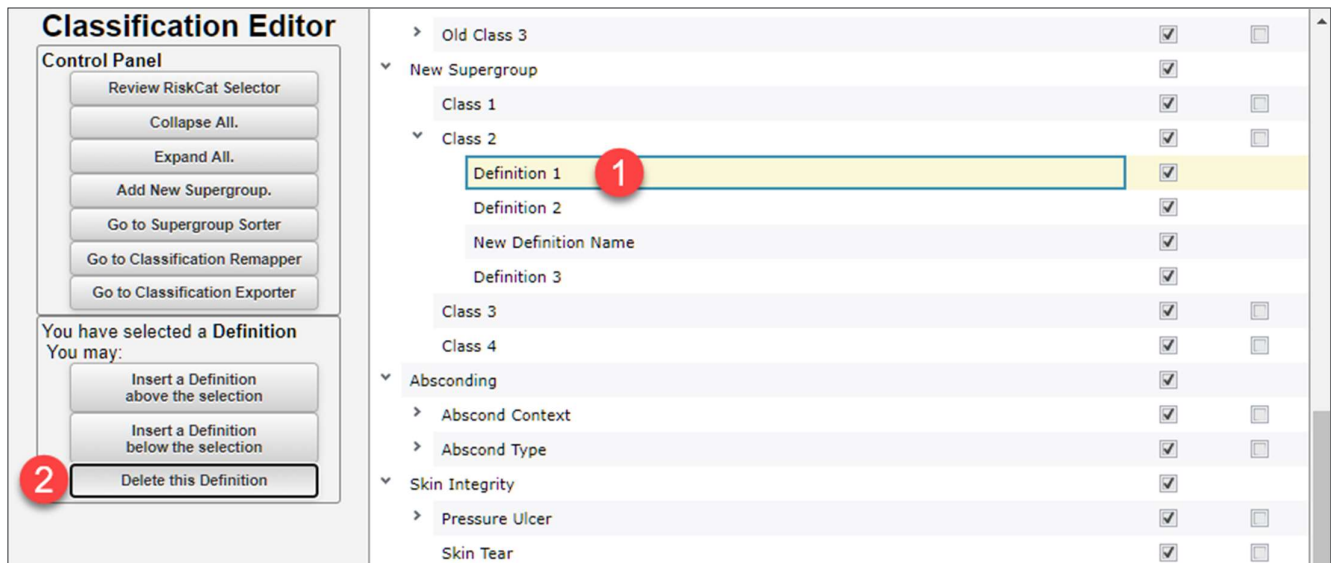 Classification Editor
Control Panel
Review RiskCat Selector
Collapse All.
Expand All.
Add New Supergroup.
Go to Supergroup Sorter
Go to Classification Remapper
Go to Classification Exporter
You have selected a Definition
You may:
Insert a Definition
above the selection
Insert a Definition
below the selection
2
Delete this Definition
Old Class 3
New Supergroup
Class 1
Class 2
Definition 1
1
Definition 2
New Definition Name
Definition 3
Class 3
Class 4
Absconding
Abscond Context
Abscond Type
Skin Integrity
Pressure Ulcer
Skin Tear